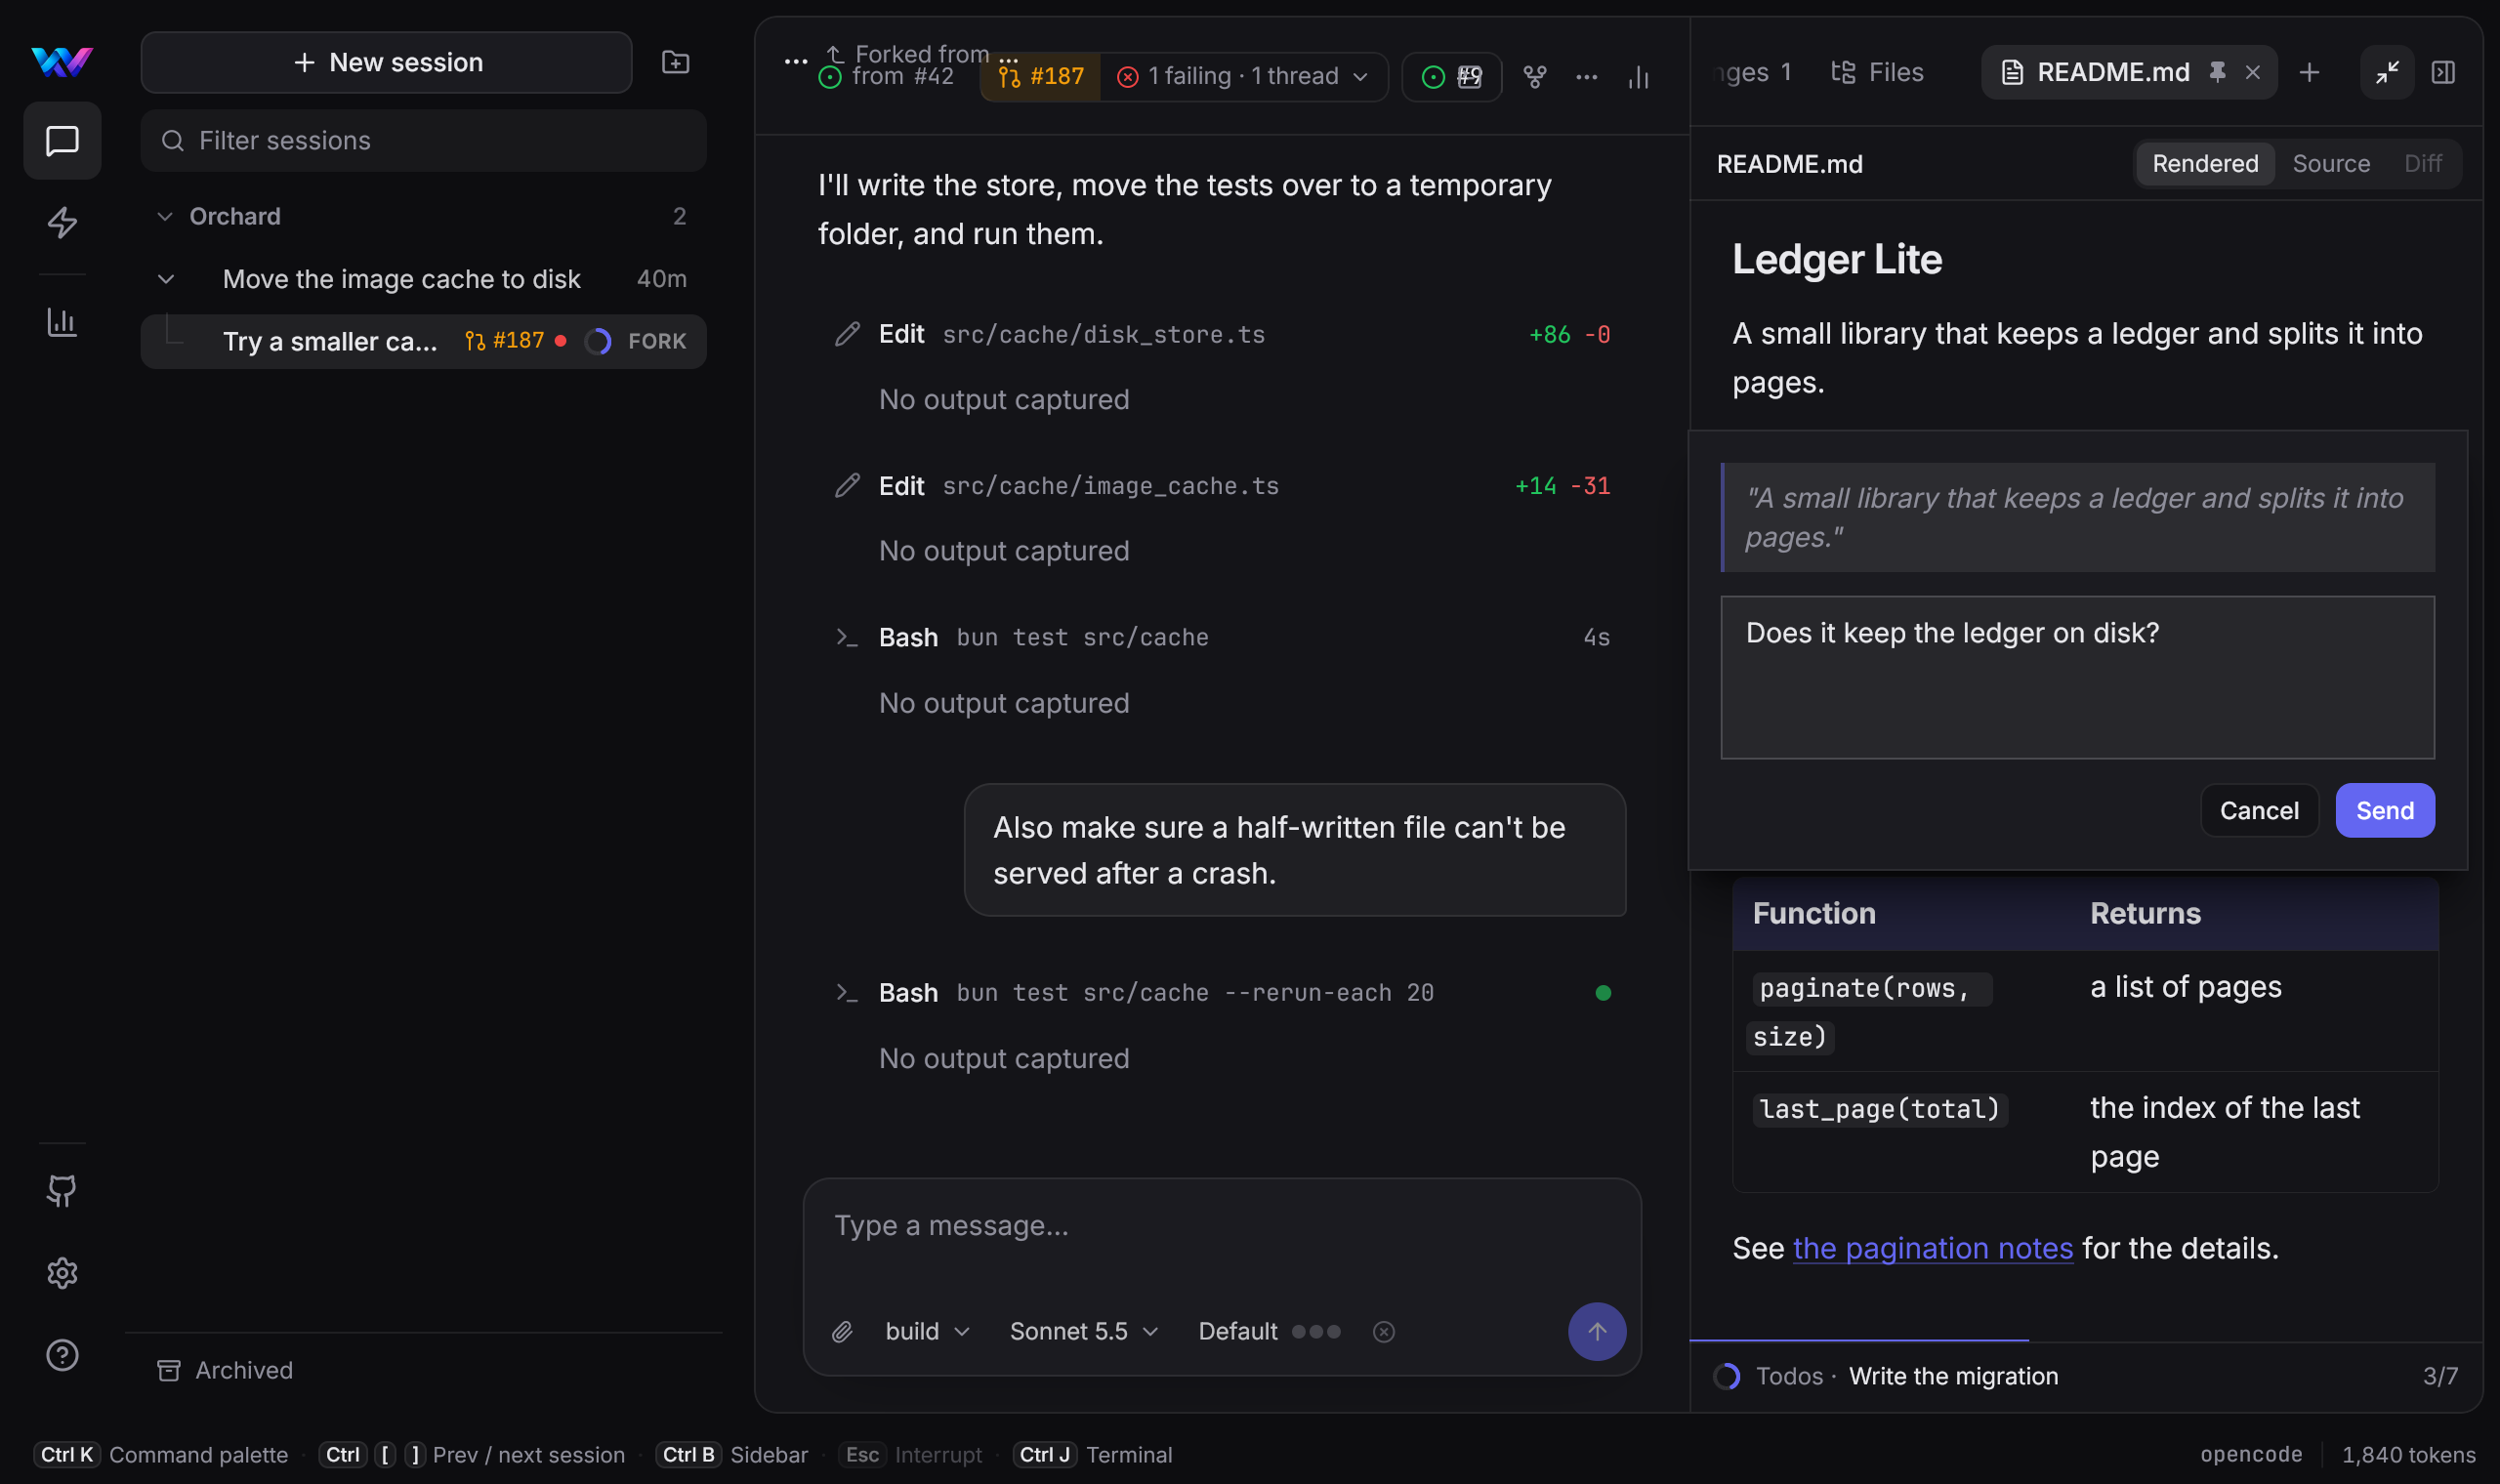 New session
Filter sessions
Orchard
2
Move the image cache to disk
40m
Try a smaller ca...
#187
FORK
Archived
...
Forked from ...
from #42
#187
1 failing · 1 thread
#9
...
I'll write the store, move the tests over to a temporary
folder, and run them.
Edit src/cache/disk_store.ts
+86 -0
No output captured
Edit src/cache/image_cache.ts
+14 -31
No output captured
Bash bun test src/cache
4s
No output captured
Also make sure a half-written file can't be
served after a crash.
Bash bun test src/cache --rerun-each 20
No output captured
Type a message...
build
Sonnet 5.5
Default
nges 1
Files
README.md
README.md
Rendered
Source
Diff
Ledger Lite
A small library that keeps a ledger and splits it into
pages.
"A small library that keeps a ledger and splits it into
pages."
Does it keep the ledger on disk?
Cancel
Send
Function
Returns
paginate(rows,
size)
a list of pages
last_page(total)
the index of the last
page
See the pagination notes for the details.
Todos · Write the migration
3/7
Ctrl K Command palette · Ctrl [ ] Prev / next session · Ctrl B Sidebar · Esc Interrupt · Ctrl J Terminal
opencode
1,840 tokens